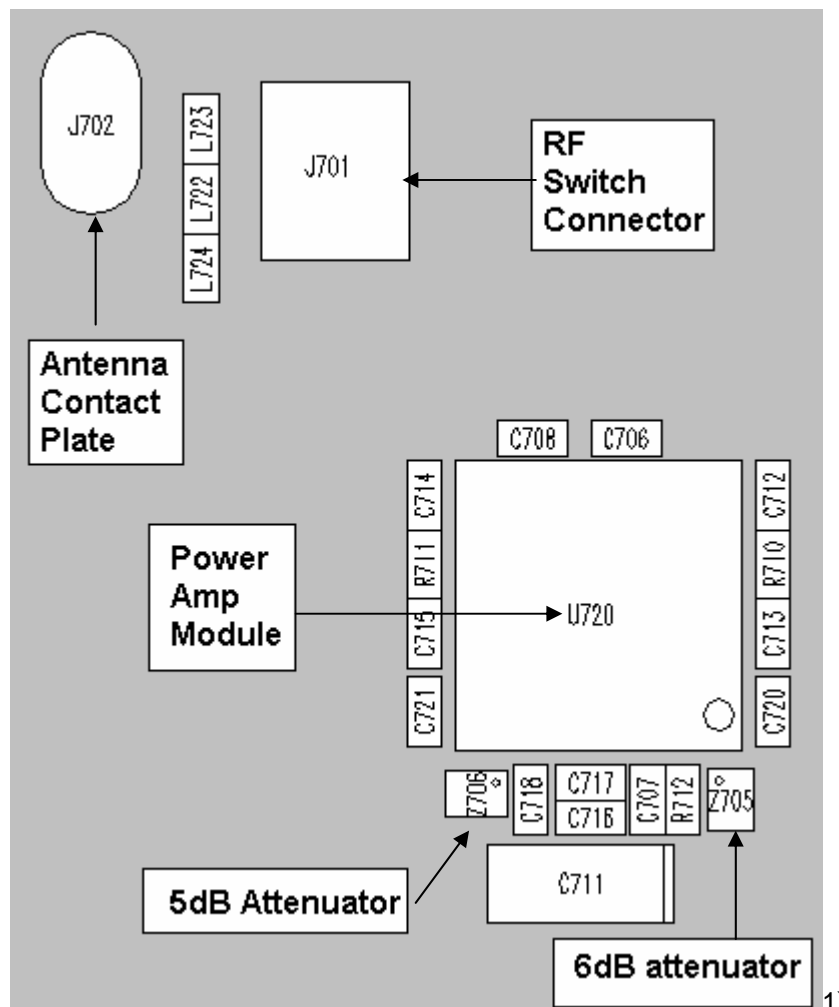 J702
L723
L722
L724
J701
RF
Switch
Connector
Antenna
Contact
Plate
C708
C706
C714
R711
C715
C721
Power
Amp
Module
U720
C712
R710
C713
C720
Z706
C718
C717
C716
C707
R712
Z705
C711
5dB Attenuator
6dB attenuator